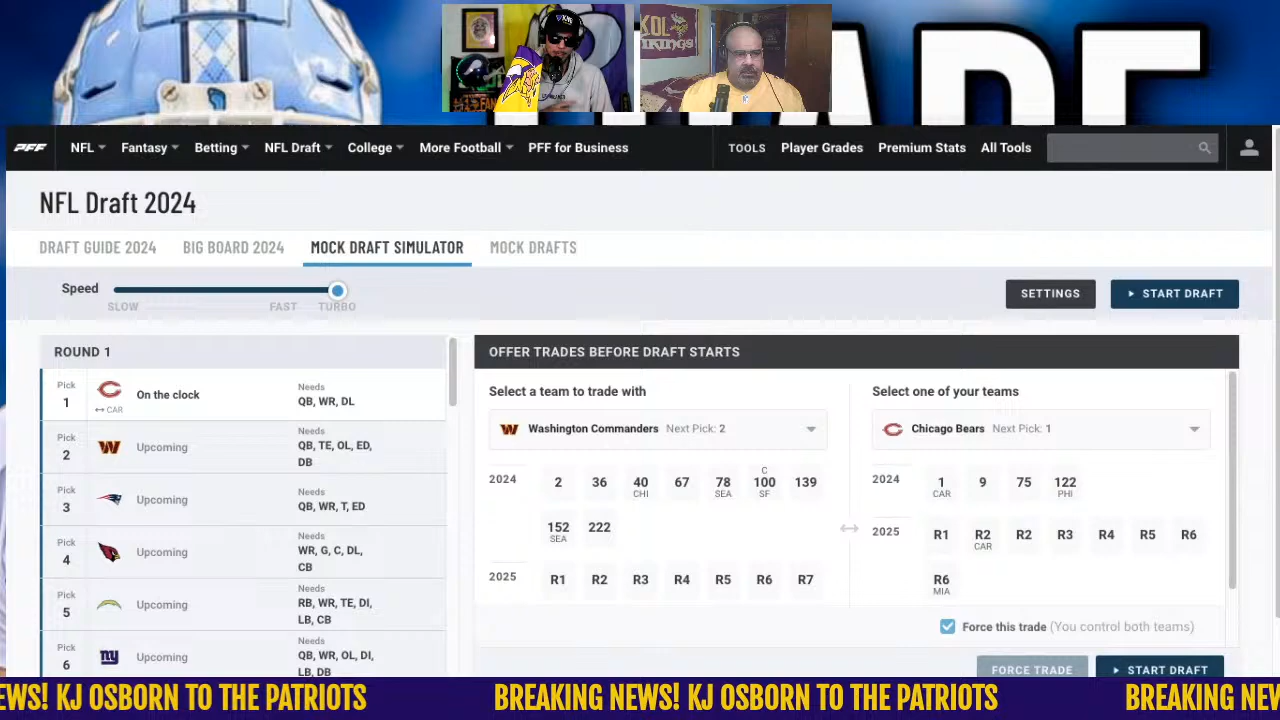 KOL
VIKINGS
PFF
NFL
Fantasy
Betting
NFL Draft
College
More Football
PFF for Business
TOOLS
Player Grades
Premium Stats
All Tools
NFL Draft 2024
DRAFT GUIDE 2024
BIG BOARD 2024
MOCK DRAFT SIMULATOR
MOCK DRAFTS
Speed
SLOW
FAST
TURBO
SETTINGS
START DRAFT
ROUND 1
Pick
1
CAR
On the clock
Needs
QB, WR, DL
Pick
2
Upcoming
Needs
QB, TE, OL, ED,
DB
Pick
3
Upcoming
Needs
QB, WR, T, ED
Pick
4
Upcoming
Needs
WR, G, C, DL,
CB
Pick
5
Upcoming
Needs
RB, WR, TE, DI,
LB, CB
Pick
6
Upcoming
Needs
QB, WR, OL, DI,
LB, DB
OFFER TRADES BEFORE DRAFT STARTS
Select a team to trade with
Washington Commanders Next Pick: 2
2024
2
36
40
CHI
67
78
SEA
C
100
SF
139
152
SEA
222
2025
R1
R2
R3
R4
R5
R6
R7
Select one of your teams
Chicago Bears Next Pick: 1
2024
1
CAR
9
75
122
PHI
2025
R1
R2
CAR
R2
R3
R4
R5
R6
R6
MIA
Force this trade (You control both teams)
FORCE TRADE
START DRAFT
EWS! KJ OSBORN TO THE PATRIOTS
BREAKING NEWS! KJ OSBORN TO THE PATRIOTS
BREAKING NEW